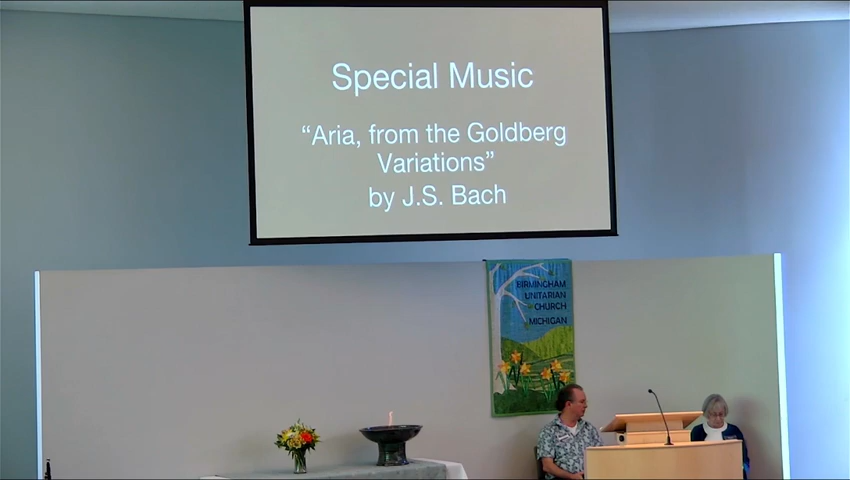 Special Music
“Aria, from the Goldberg
Variations”
by J.S. Bach
BIRMINGHAM
UNITARIAN
CHURCH
MICHIGAN